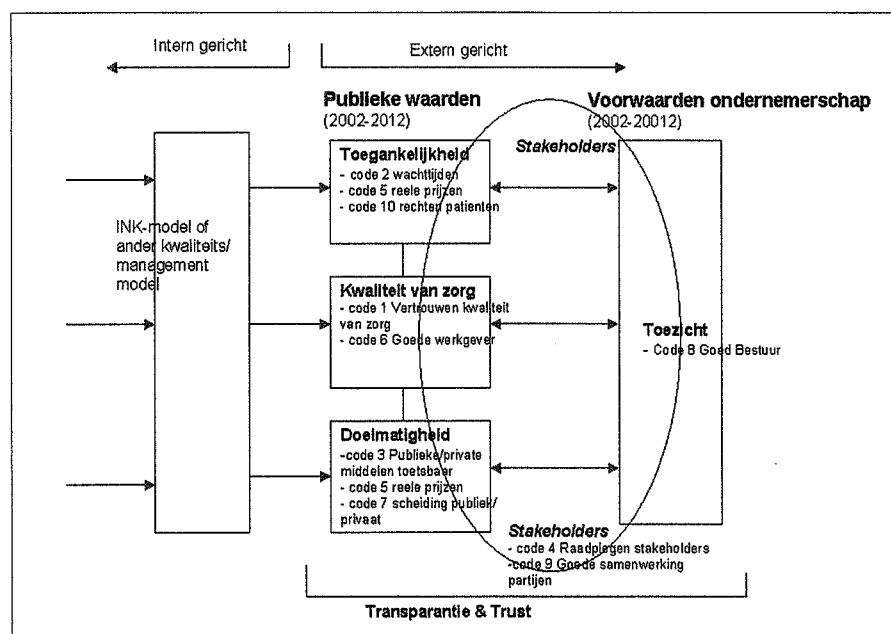 Intern gericht
Extern gericht
Publieke waarden
(2002-2012)
Voorwaarden ondernemerschap
(2002-20012)
Stakeholders
Toegankelijkheid
- code 2 wachttijden
- code 5 reele prijzen
- code 10 rechten patienten
INK-model of
ander kwaliteits/
management
model
Kwaliteit van zorg
- code 1 Vertrouwen kwaliteit
van zorg
- code 6 Goede werkgever
Toezicht
- Code 8 Goed Bestuur
Doelmatigheid
-code 3 Publieke/private
middelen toetsbaar
- code 5 reele prijzen
- code 7 scheiding publiek/
privaat
Stakeholders
- code 4 Raadplegen stakeholders
-code 9 Goede samenwerking
partijen
Transparantie & Trust